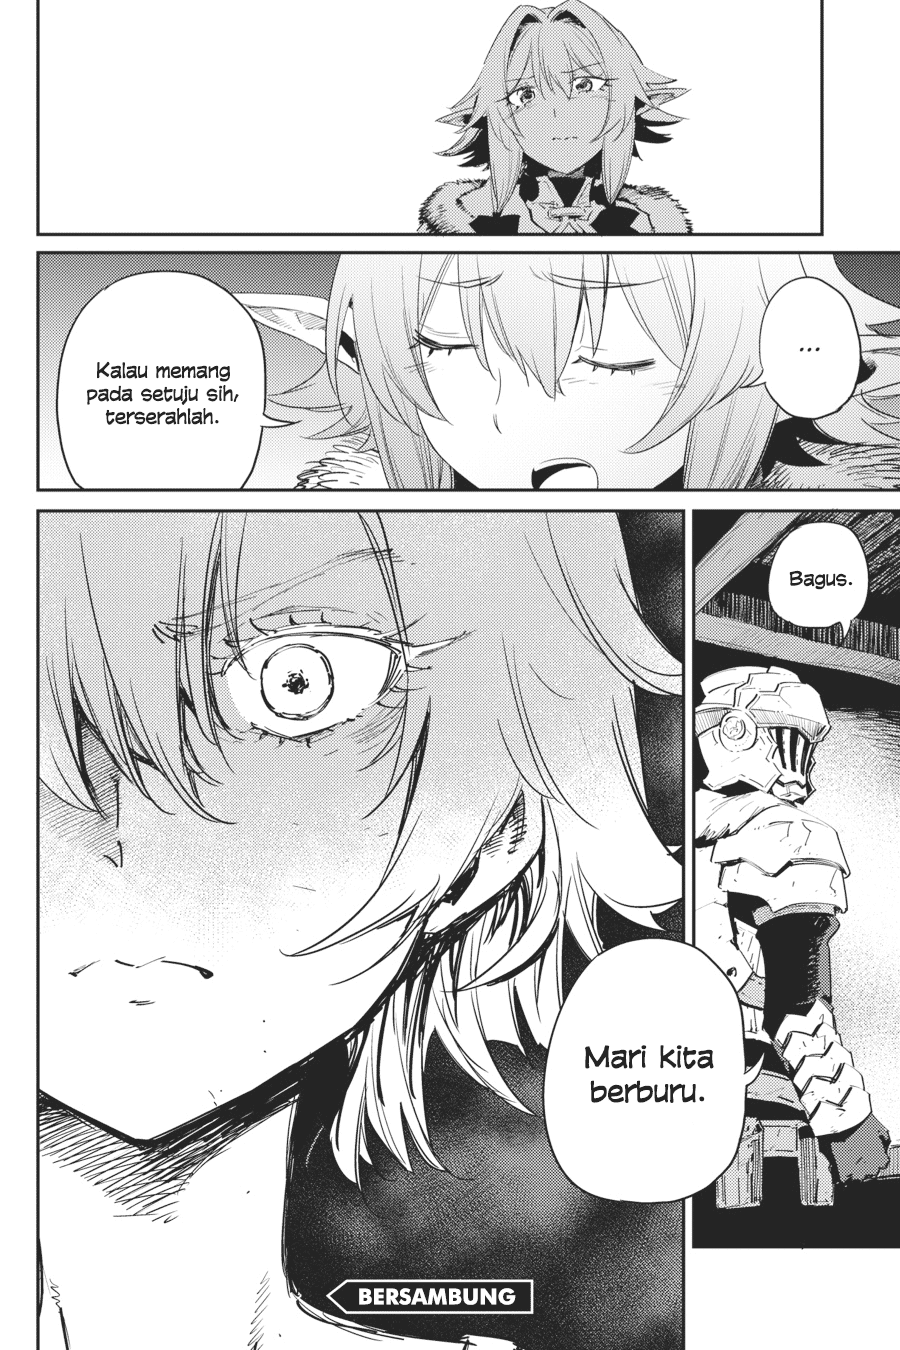 ...
Kalau memang
pada setuju sih,
terserahlah.
Bagus.
Mari kita
berburu.
BERSAMBUNG